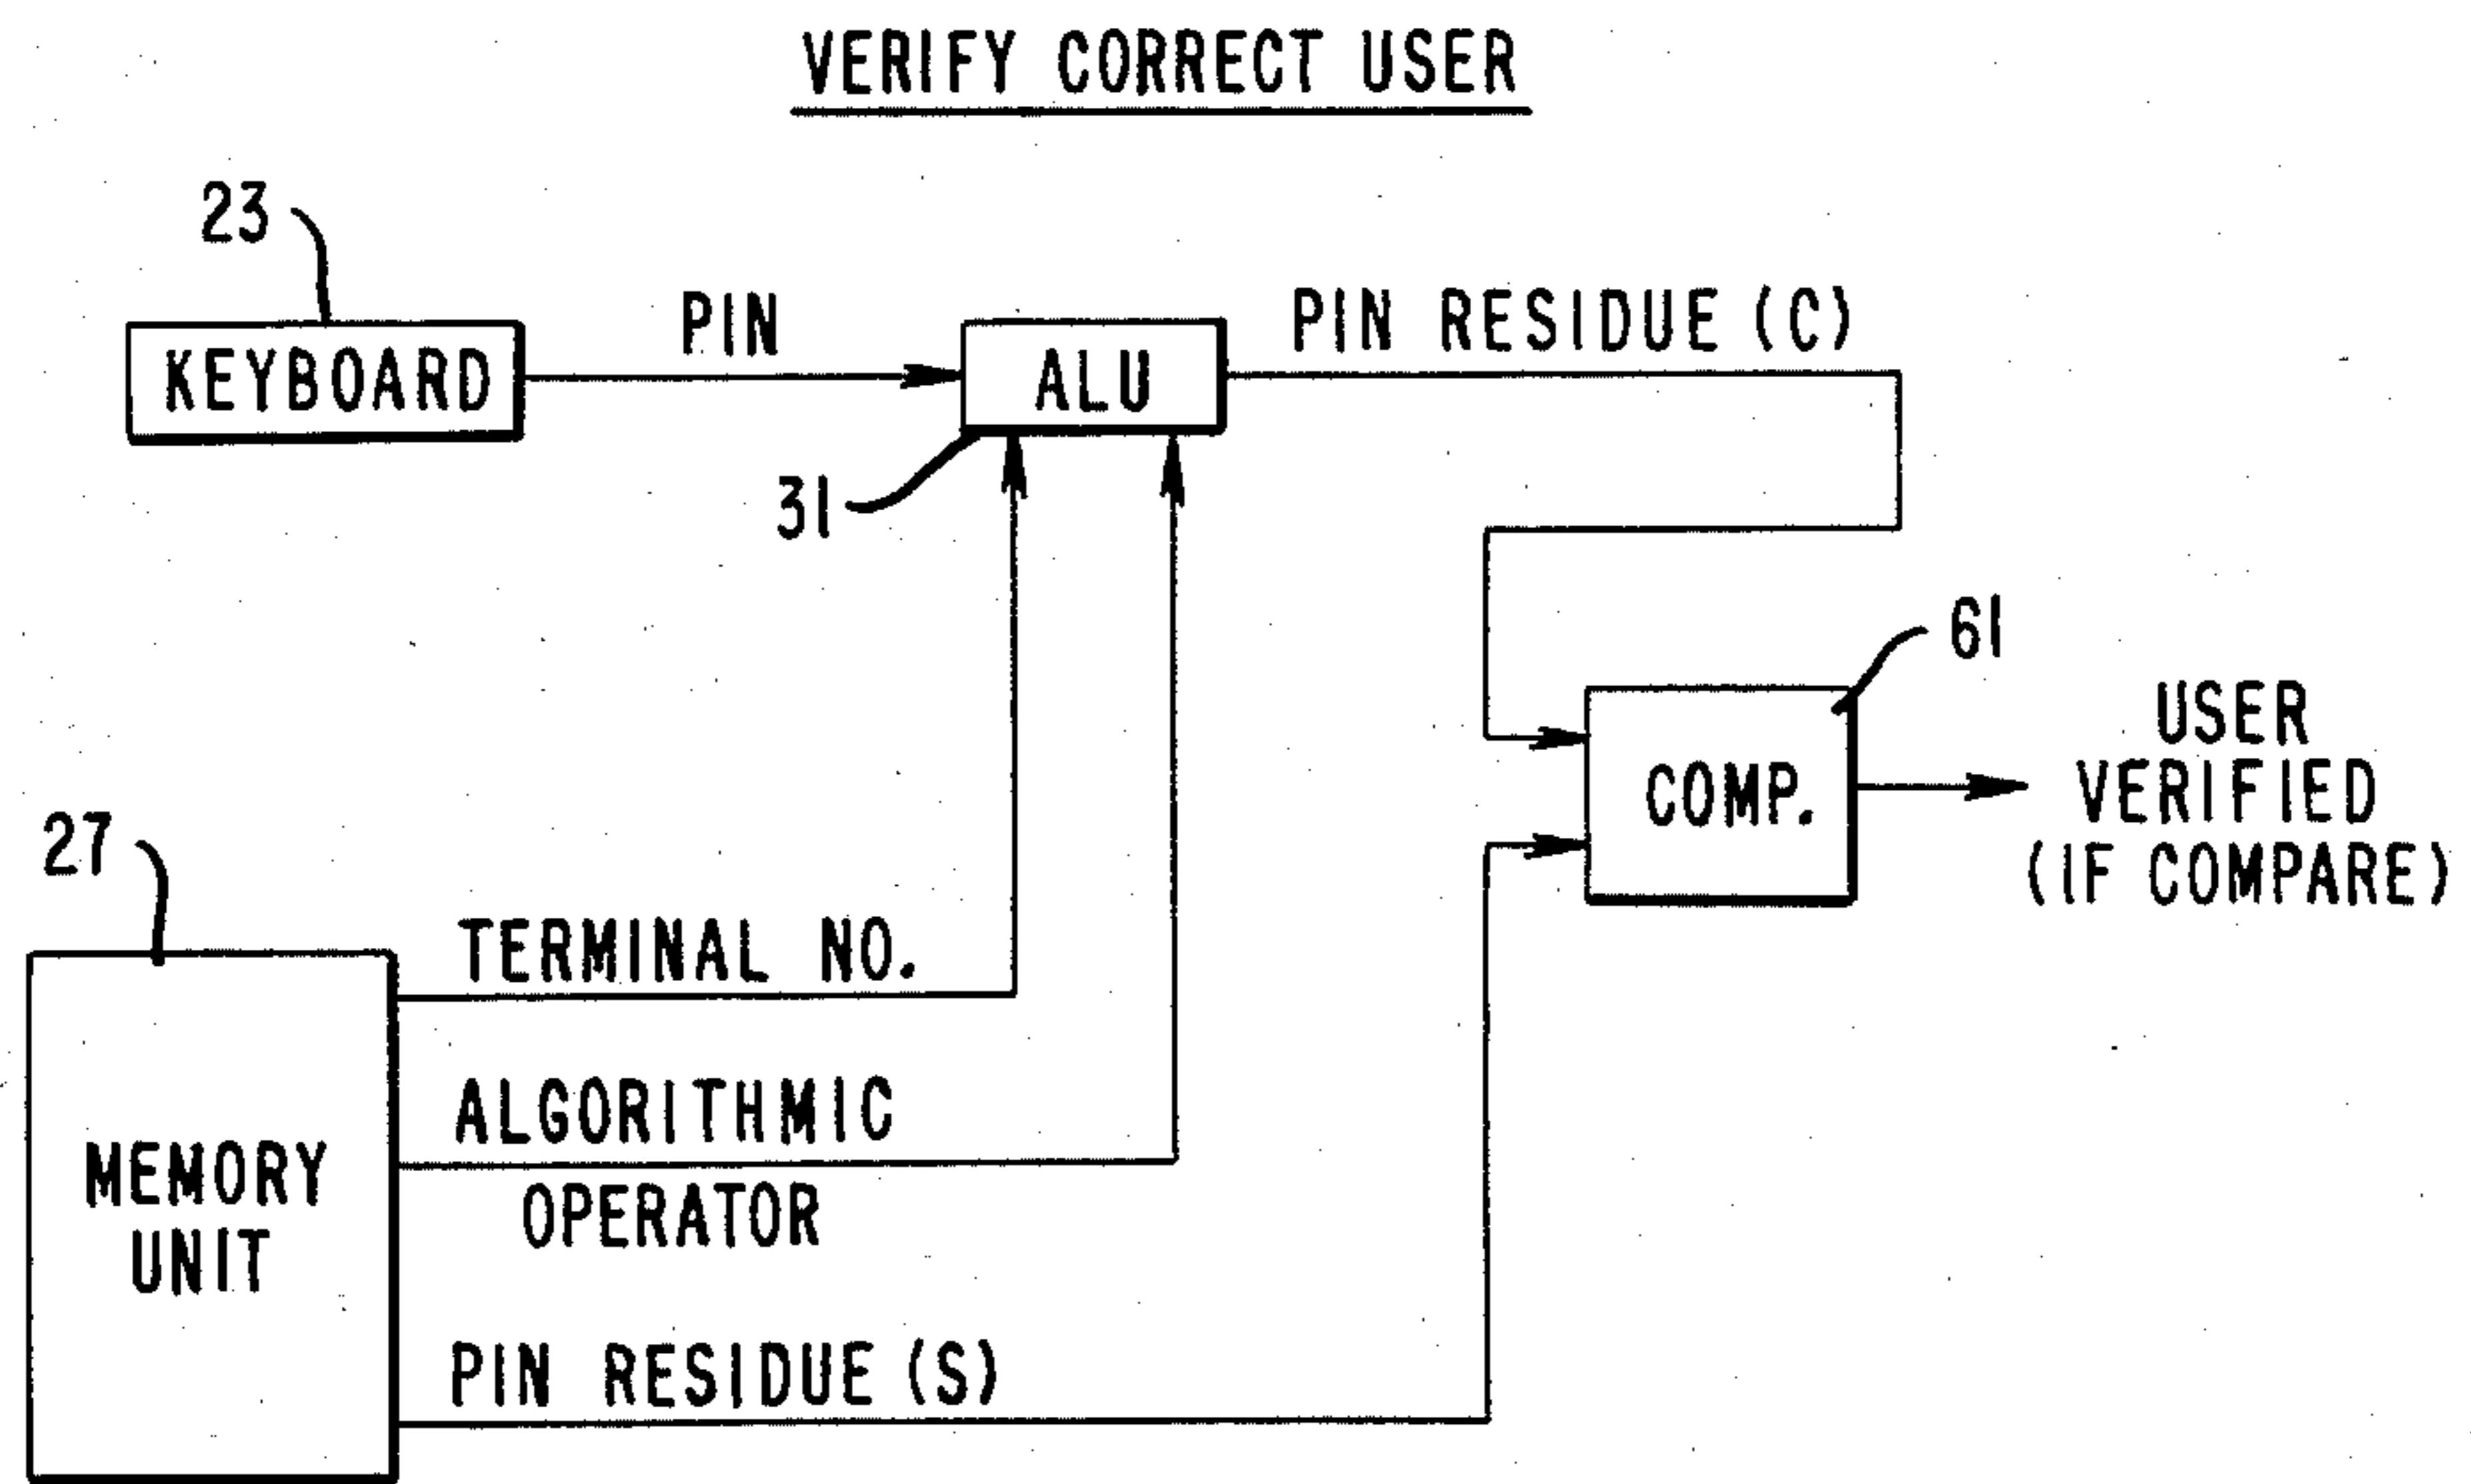 VERIFY CORRECT USER
23
KEYBOARD
PIN
ALU
PIN RESIDUE (C)
31
61
COMP.
USER
VERIFIED
(IF COMPARE)
27
MEMORY
UNIT
TERMINAL NO.
ALGORITHMIC
OPERATOR
PIN RESIDUE (S)